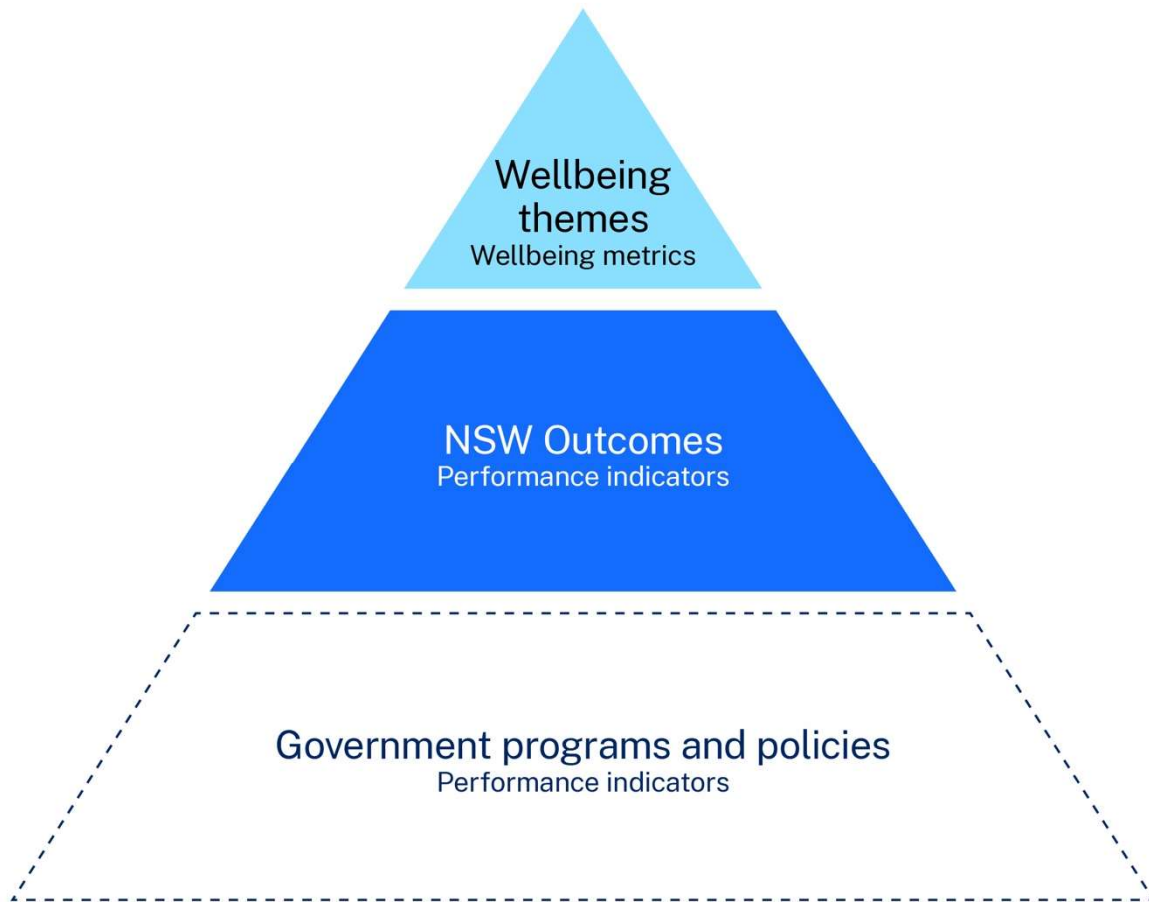 Wellbeing
themes
Wellbeing metrics
NSW Outcomes
Performance indicators
Government programs and policies
Performance indicators